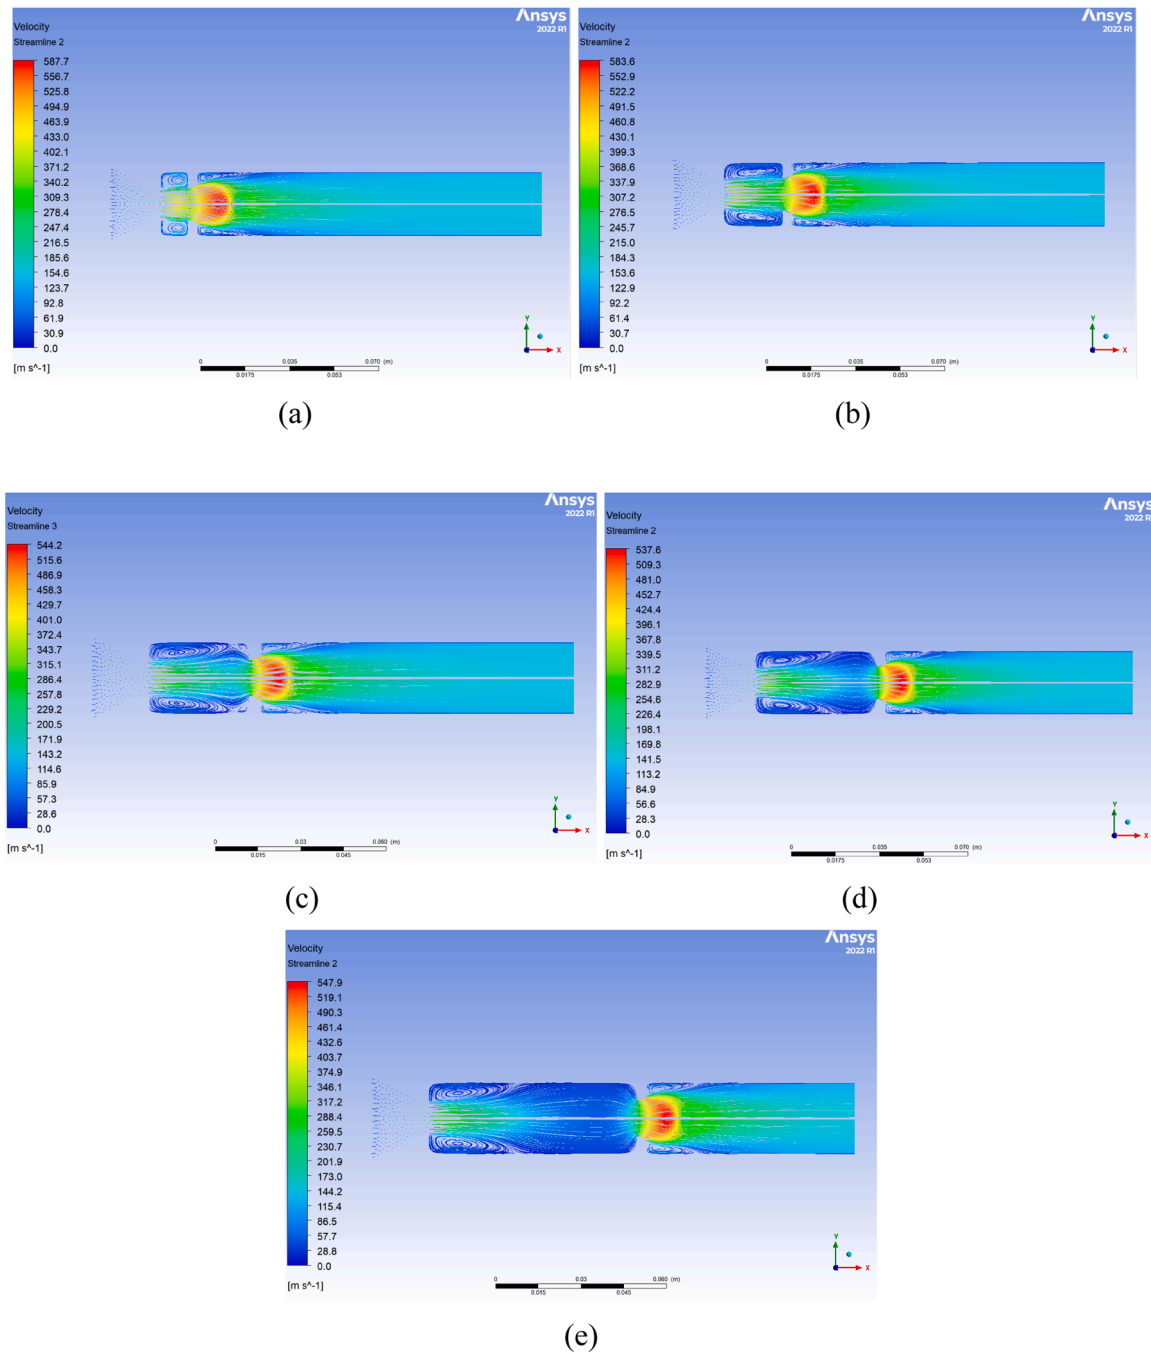 Ansys
2022 R1
Velocity
Streamline 2
587.7
556.7
525.8
494.9
463.9
433.0
402.1
371.2
340.2
309.3
278.4
247.4
216.5
185.6
154.6
123.7
92.8
61.9
30.9
0.0
[m s^-1]
Y
X
0 0.035 0.070 (m)
0.0175 0.053
(a)
Ansys
2022 R1
Velocity
Streamline 2
583.6
552.9
522.2
491.5
460.8
430.1
399.3
368.6
337.9
307.2
276.5
245.7
215.0
184.3
153.6
122.9
92.2
61.4
30.7
0.0
[m s^-1]
Y
X
0 0.035 0.070 (m)
0.0175 0.053
(b)
Ansys
2022 R1
Velocity
Streamline 3
544.2
515.6
486.9
458.3
429.7
401.0
372.4
343.7
315.1
286.4
257.8
229.2
200.5
171.9
143.2
114.6
85.9
57.3
28.6
0.0
[m s^-1]
Y
X
0 0.03 0.060 (m)
0.015 0.045
(c)
Ansys
2022 R
Velocity
Streamline 2
537.6
509.3
481.0
452.7
424.4
396.1
367.8
339.5
311.2
282.9
254.6
226.4
198.1
169.8
141.5
113.2
84.9
56.6
28.3
0.0
[m s^-1]
Y
X
0 0.035 0.070 (m)
0.0175 0.053
(d)
Ansys
2022 R1
Velocity
Streamline 2
547.9
519.1
490.3
461.4
432.6
403.7
374.9
346.1
317.2
288.4
259.5
230.7
201.9
173.0
144.2
115.4
86.5
57.7
28.8
0.0
[m s^-1]
Y
X
0 0.03 0.060 (m)
0.015 0.045
(e)